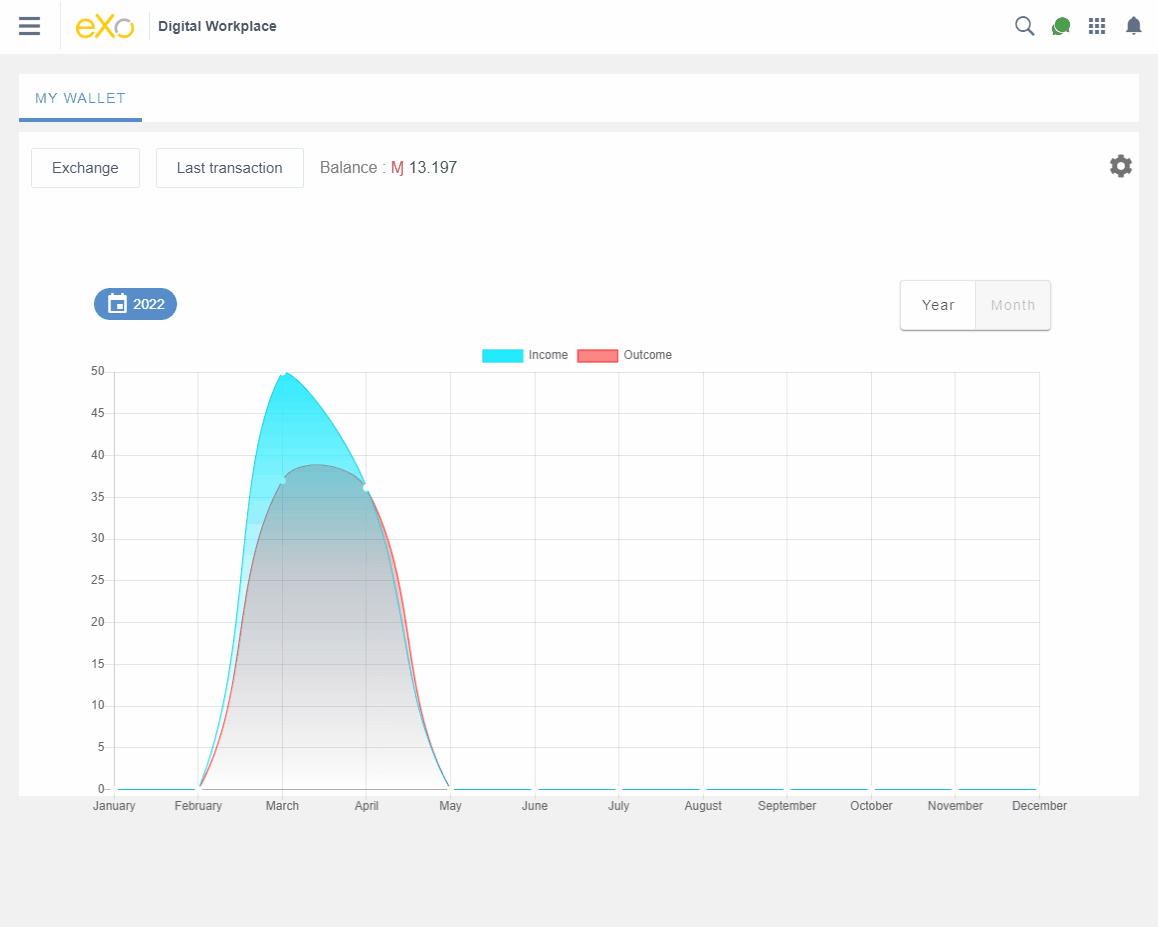 eXo Digital Workplace
MY WALLET
Exchange Last transaction Balance : Ɱ 13.197
2022 Year Month
Income Outcome
50
45
40
35
30
25
20
15
10
5
0
January February March April May June July August September October November December